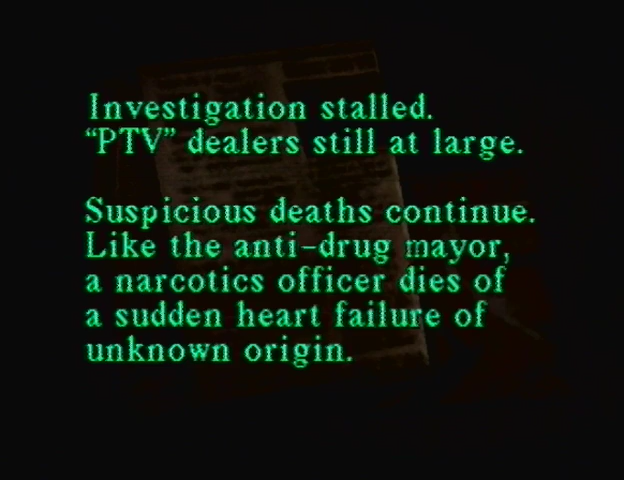 Investigation stalled.
“PTV” dealers still at large.
Suspicious deaths continue.
Like the anti-drug mayor,
a narcotics officer dies of
a sudden heart failure of
unknown origin.